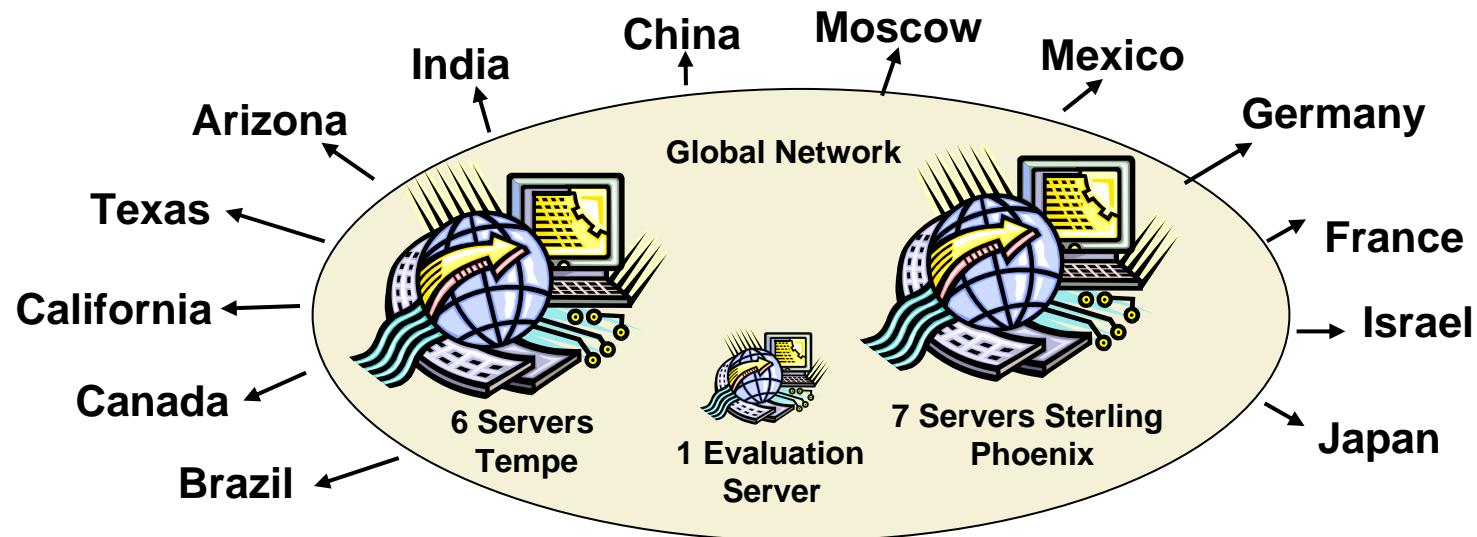 China
Moscow
India
Mexico
Arizona
Germany
Global Network
Texas
France
California
Israel
Canada
6 Servers
Tempe
1 Evaluation
Server
7 Servers Sterling
Phoenix
Japan
Brazil